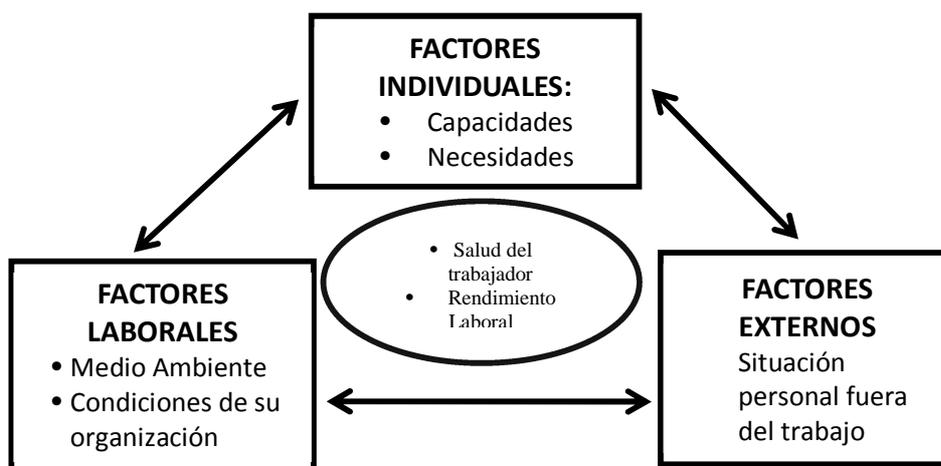 FACTORES
INDIVIDUALES:
• Capacidades
• Necesidades
• Salud del
trabajador
• Rendimiento
Laboral
FACTORES
LABORALES
• Medio Ambiente
• Condiciones de su
organización
FACTORES
EXTERNOS
Situación
personal fuera
del trabajo